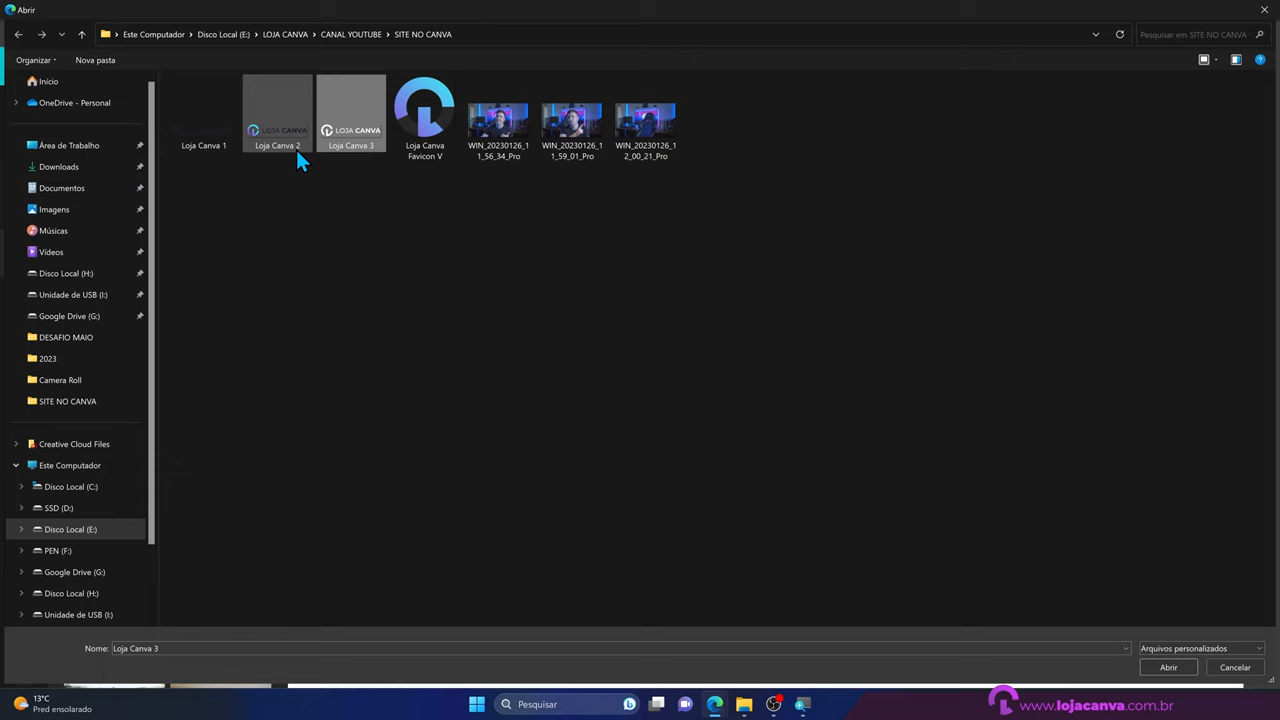 Abrir
Este Computador
Disco Local (E:)
LOJA CANVA
CANAL YOUTUBE
SITE NO CANVA
Pesquisar em SITE NO CANVA
Organizar
Nova pasta
Início
OneDrive - Personal
Área de Trabalho
Downloads
Documentos
Imagens
Músicas
Vídeos
Disco Local (H:)
Unidade de USB (I:)
Google Drive (G:)
DESAFIO MAIO
2023
Camera Roll
SITE NO CANVA
Creative Cloud Files
Este Computador
Disco Local (C:)
SSD (D:)
Disco Local (E:)
PEN (F:)
Google Drive (G:)
Disco Local (H:)
Unidade de USB (I:)
Loja Canva 1
LOJA CANVA
Loja Canva 2
LOJA CANVA
Loja Canva 3
Loja Canva
Favicon V
WIN_20230126_1
1_56_34_Pro
WIN_20230126_1
1_59_01_Pro
WIN_20230126_1
2_00_21_Pro
Nome:
Loja Canva 3
Arquivos personalizados
Abrir
Cancelar
13°C
Pred ensolarado
Pesquisar
www.lojacanva.com.br